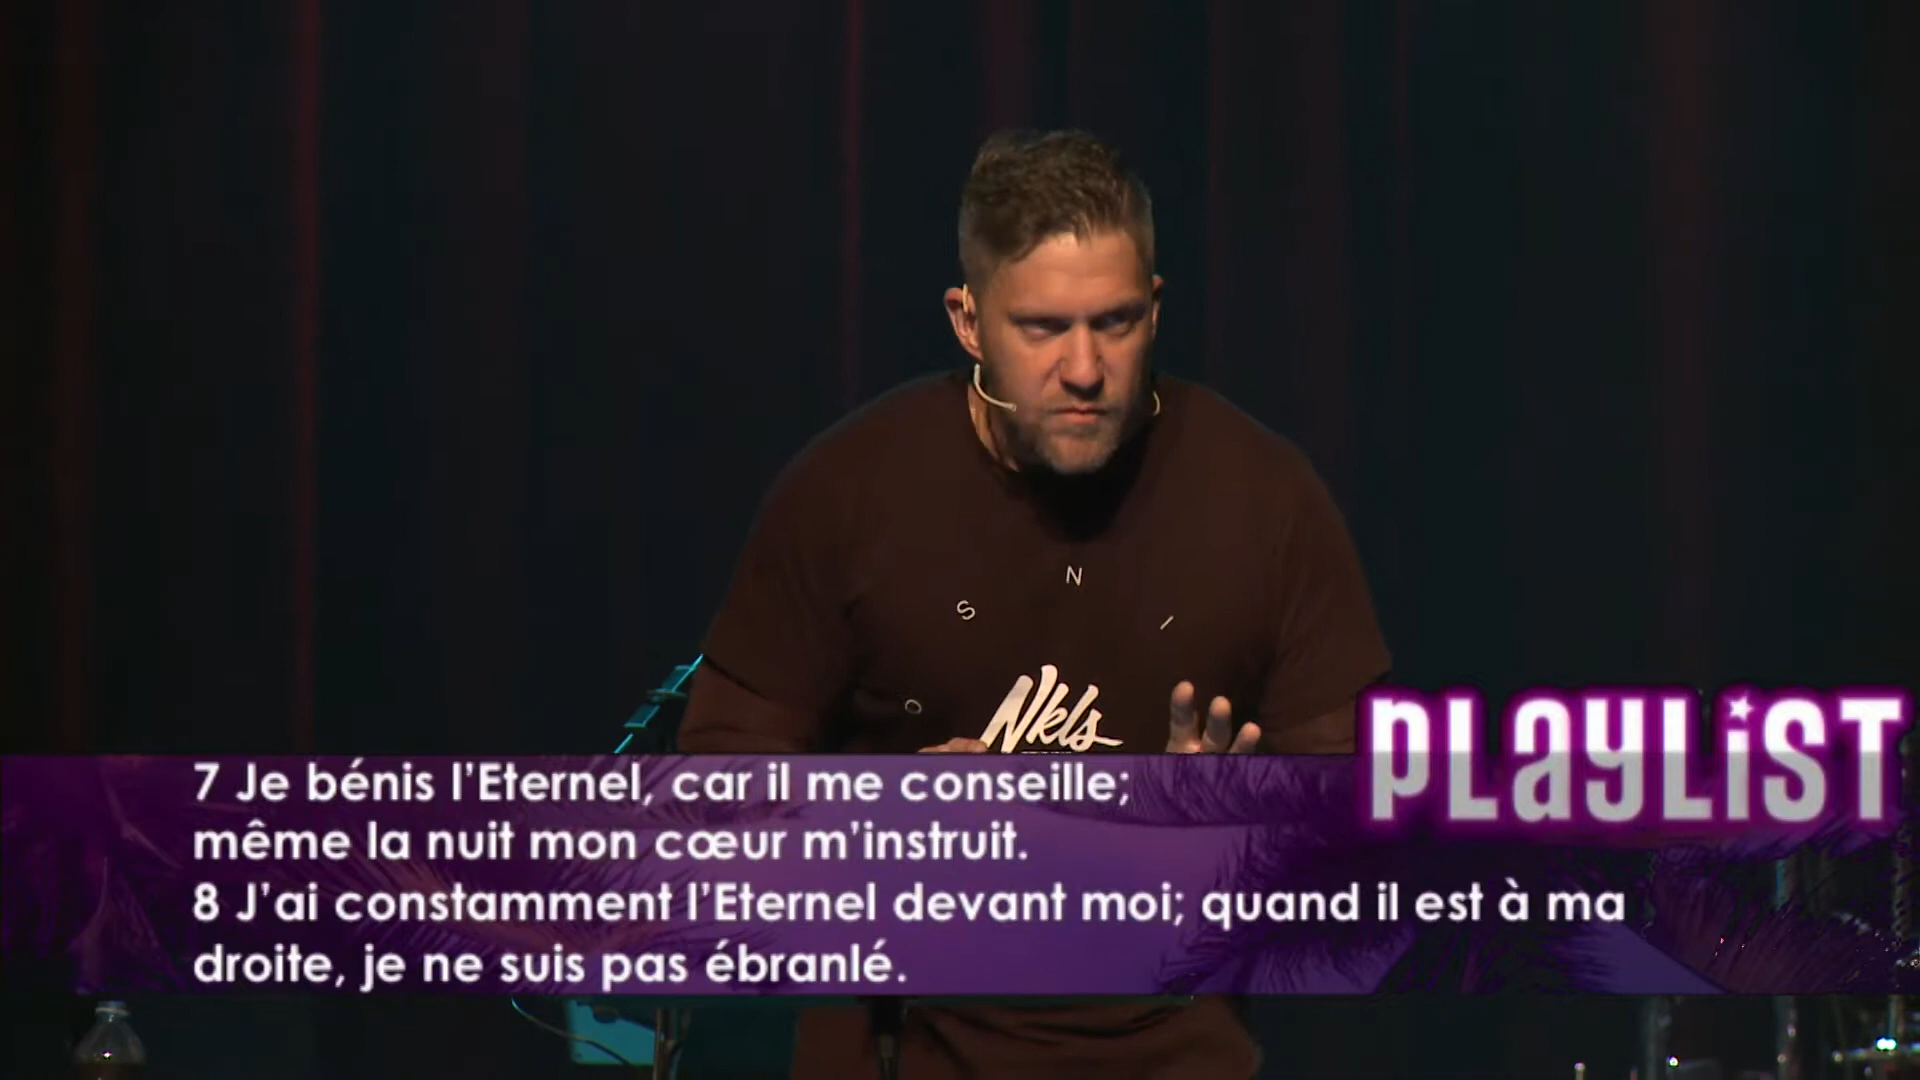 S N I
O
Nkls
PLAYLiST
7 Je bénis l’Eternel, car il me conseille;
même la nuit mon cœur m’instruit.
8 J’ai constamment l’Eternel devant moi; quand il est à ma
droite, je ne suis pas ébranlé.